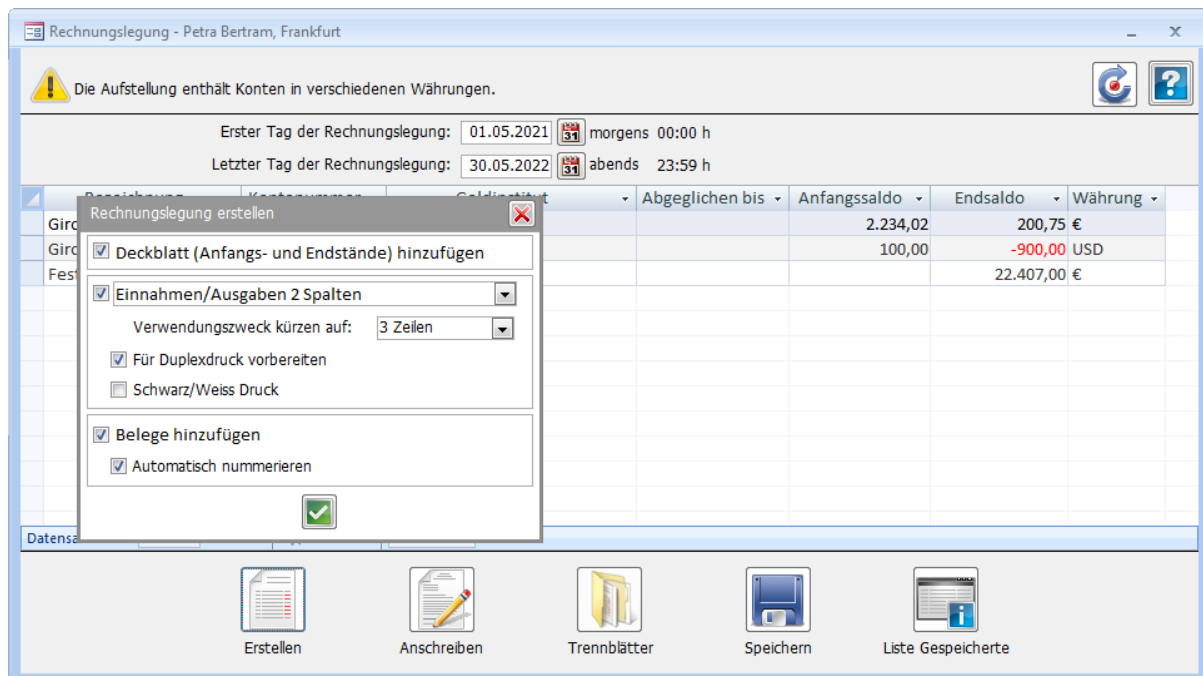 Rechnungslegung - Petra Bertram, Frankfurt
Die Aufstellung enthält Konten in verschiedenen Währungen.
Erster Tag der Rechnungslegung: 01.05.2021 31 morgens 00:00 h
Letzter Tag der Rechnungslegung: 30.05.2022 31 abends 23:59 h
Abgeglichen bis Anfangssaldo Endsaldo Währung
2.234,02 200,75 €
100,00 -900,00 USD
22.407,00 €
Rechnungslegung erstellen
Deckblatt (Anfangs- und Endstände) hinzufügen
Einnahmen/Ausgaben 2 Spalten
Verwendungszweck kürzen auf: 3 Zeilen
Für Duplexdruck vorbereiten
Schwarz/Weiss Druck
Belege hinzufügen
Automatisch nummerieren
Erstellen Anschreiben Trennblätter Speichern Liste Gespeicherte